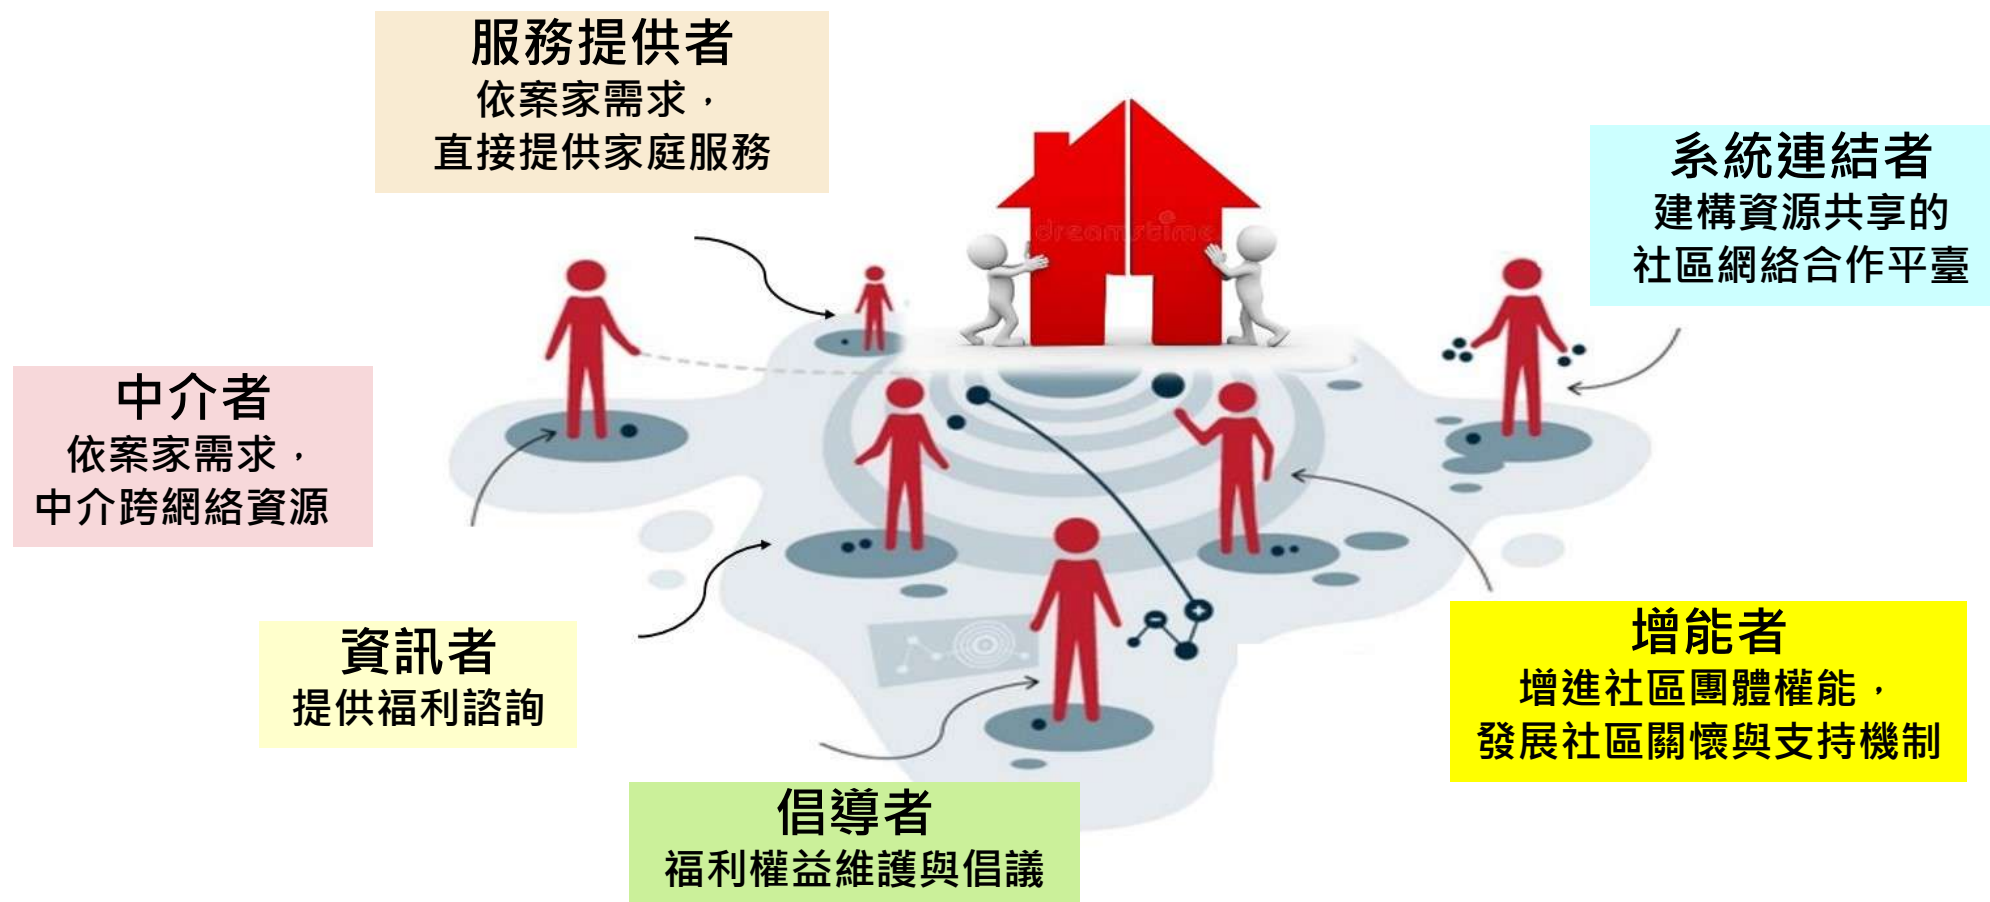 服務提供者
依案家需求，
直接提供家庭服務
系統連結者
建構資源共享的
社區網絡合作平臺
dreamstime
中介者
依案家需求，
中介跨網絡資源
資訊者
提供福利諮詢
增能者
增進社區團體權能，
發展社區關懷與支持機制
倡導者
福利權益維護與倡議